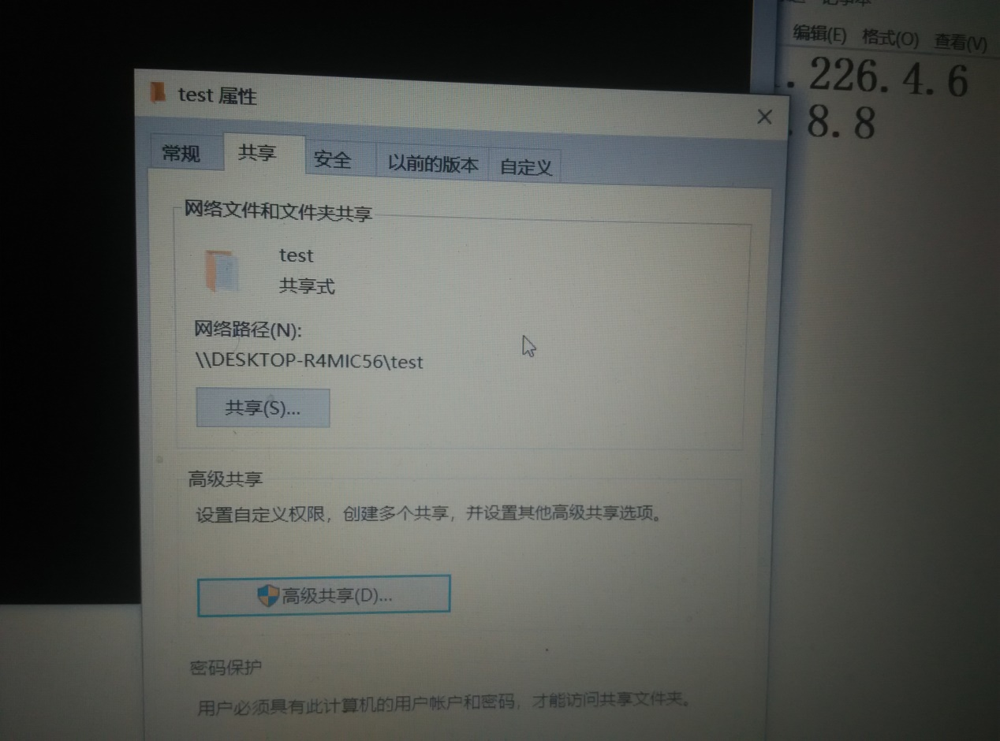 编辑(E) 格式(O) 查看(V)
.226.4.6
.8.8
test 属性
常规 共享 安全 以前的版本 自定义
网络文件和文件夹共享
test
共享式
网络路径(N):
\\DESKTOP-R4MIC56\test
共享(S)...
高级共享
设置自定义权限，创建多个共享，并设置其他高级共享选项。
高级共享(D)...
密码保护
用户必须具有此计算机的用户帐户和密码，才能访问共享文件夹。